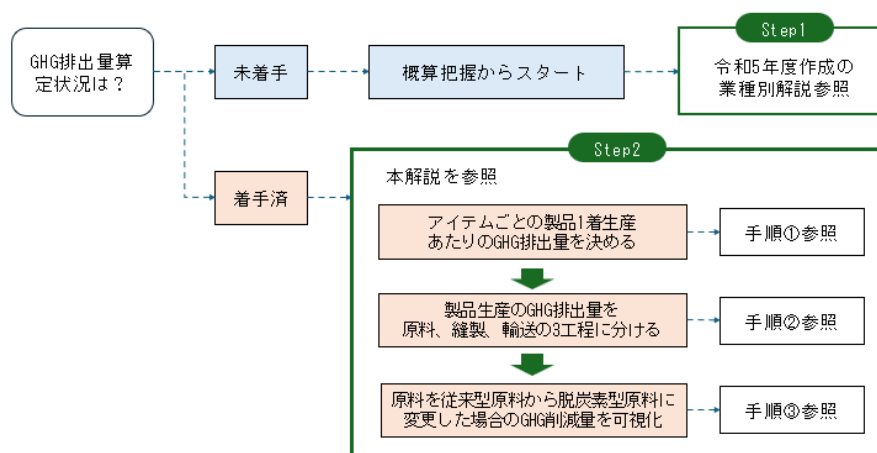 GHG排出量算
定状況は?
未着手
概算把握からスタート
Step1
令和5年度作成の
業種別解説参照
着手済
Step2
本解説を参照
アイテムごとの製品1着生産
あたりのGHG排出量を決める
手順①参照
製品生産のGHG排出量を
原料、縫製、輸送の3工程に分ける
手順②参照
原料を従来型原料から脱炭素型原料に
変更した場合のGHG削減量を可視化
手順③参照